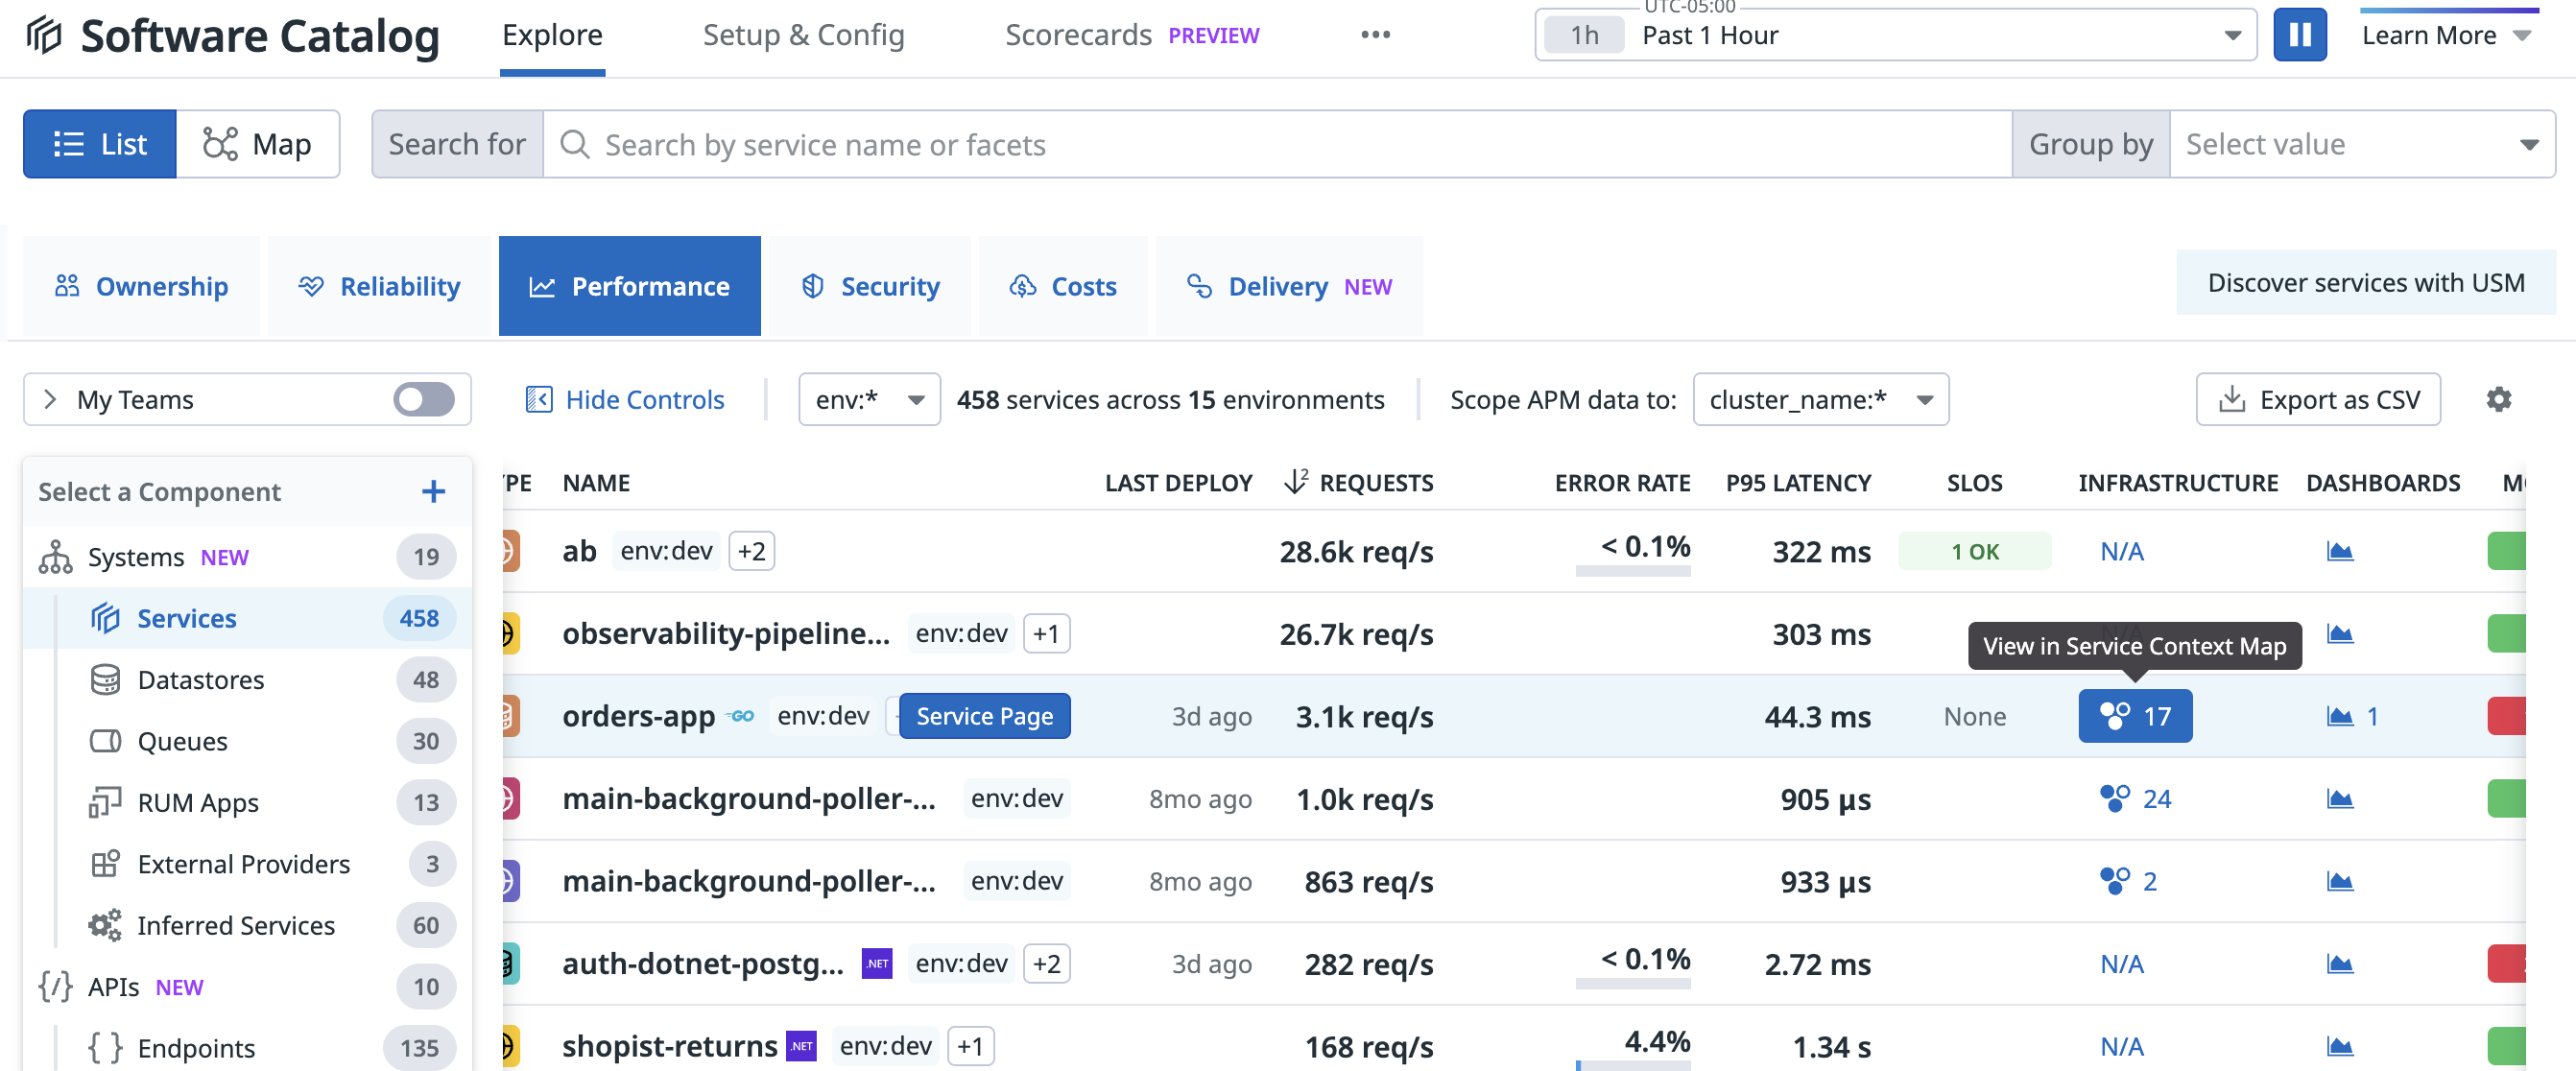 UTC-05:00
Software Catalog Explore Setup & Config Scorecards PREVIEW ••• 1h Past 1 Hour Learn More
List Map Search for Search by service name or facets Group by Select value
Ownership Reliability Performance Security Costs Delivery NEW Discover services with USM
My Teams Hide Controls env:* 458 services across 15 environments Scope APM data to: cluster_name:* Export as CSV
Select a Component +
Systems NEW 19
Services 458
Datastores 48
Queues 30
RUM Apps 13
External Providers 3
Inferred Services 60
{/} APIs NEW 10
{ } Endpoints 135
YPE NAME LAST DEPLOY 2 REQUESTS ERROR RATE P95 LATENCY SLOS INFRASTRUCTURE DASHBOARDS
ab env:dev +2 28.6k req/s < 0.1% 322 ms 1 OK N/A
observability-pipeline... env:dev +1 26.7k req/s 303 ms
View in Service Context Map
orders-app GO env:dev Service Page 3d ago 3.1k req/s 44.3 ms None 17 1
main-background-poller-... env:dev 8mo ago 1.0k req/s 905 µs 24
main-background-poller-... env:dev 8mo ago 863 req/s 933 µs 2
auth-dotnet-postg... .NET env:dev +2 3d ago 282 req/s < 0.1% 2.72 ms N/A
shopist-returns .NET env:dev +1 168 req/s 4.4% 1.34 s N/A